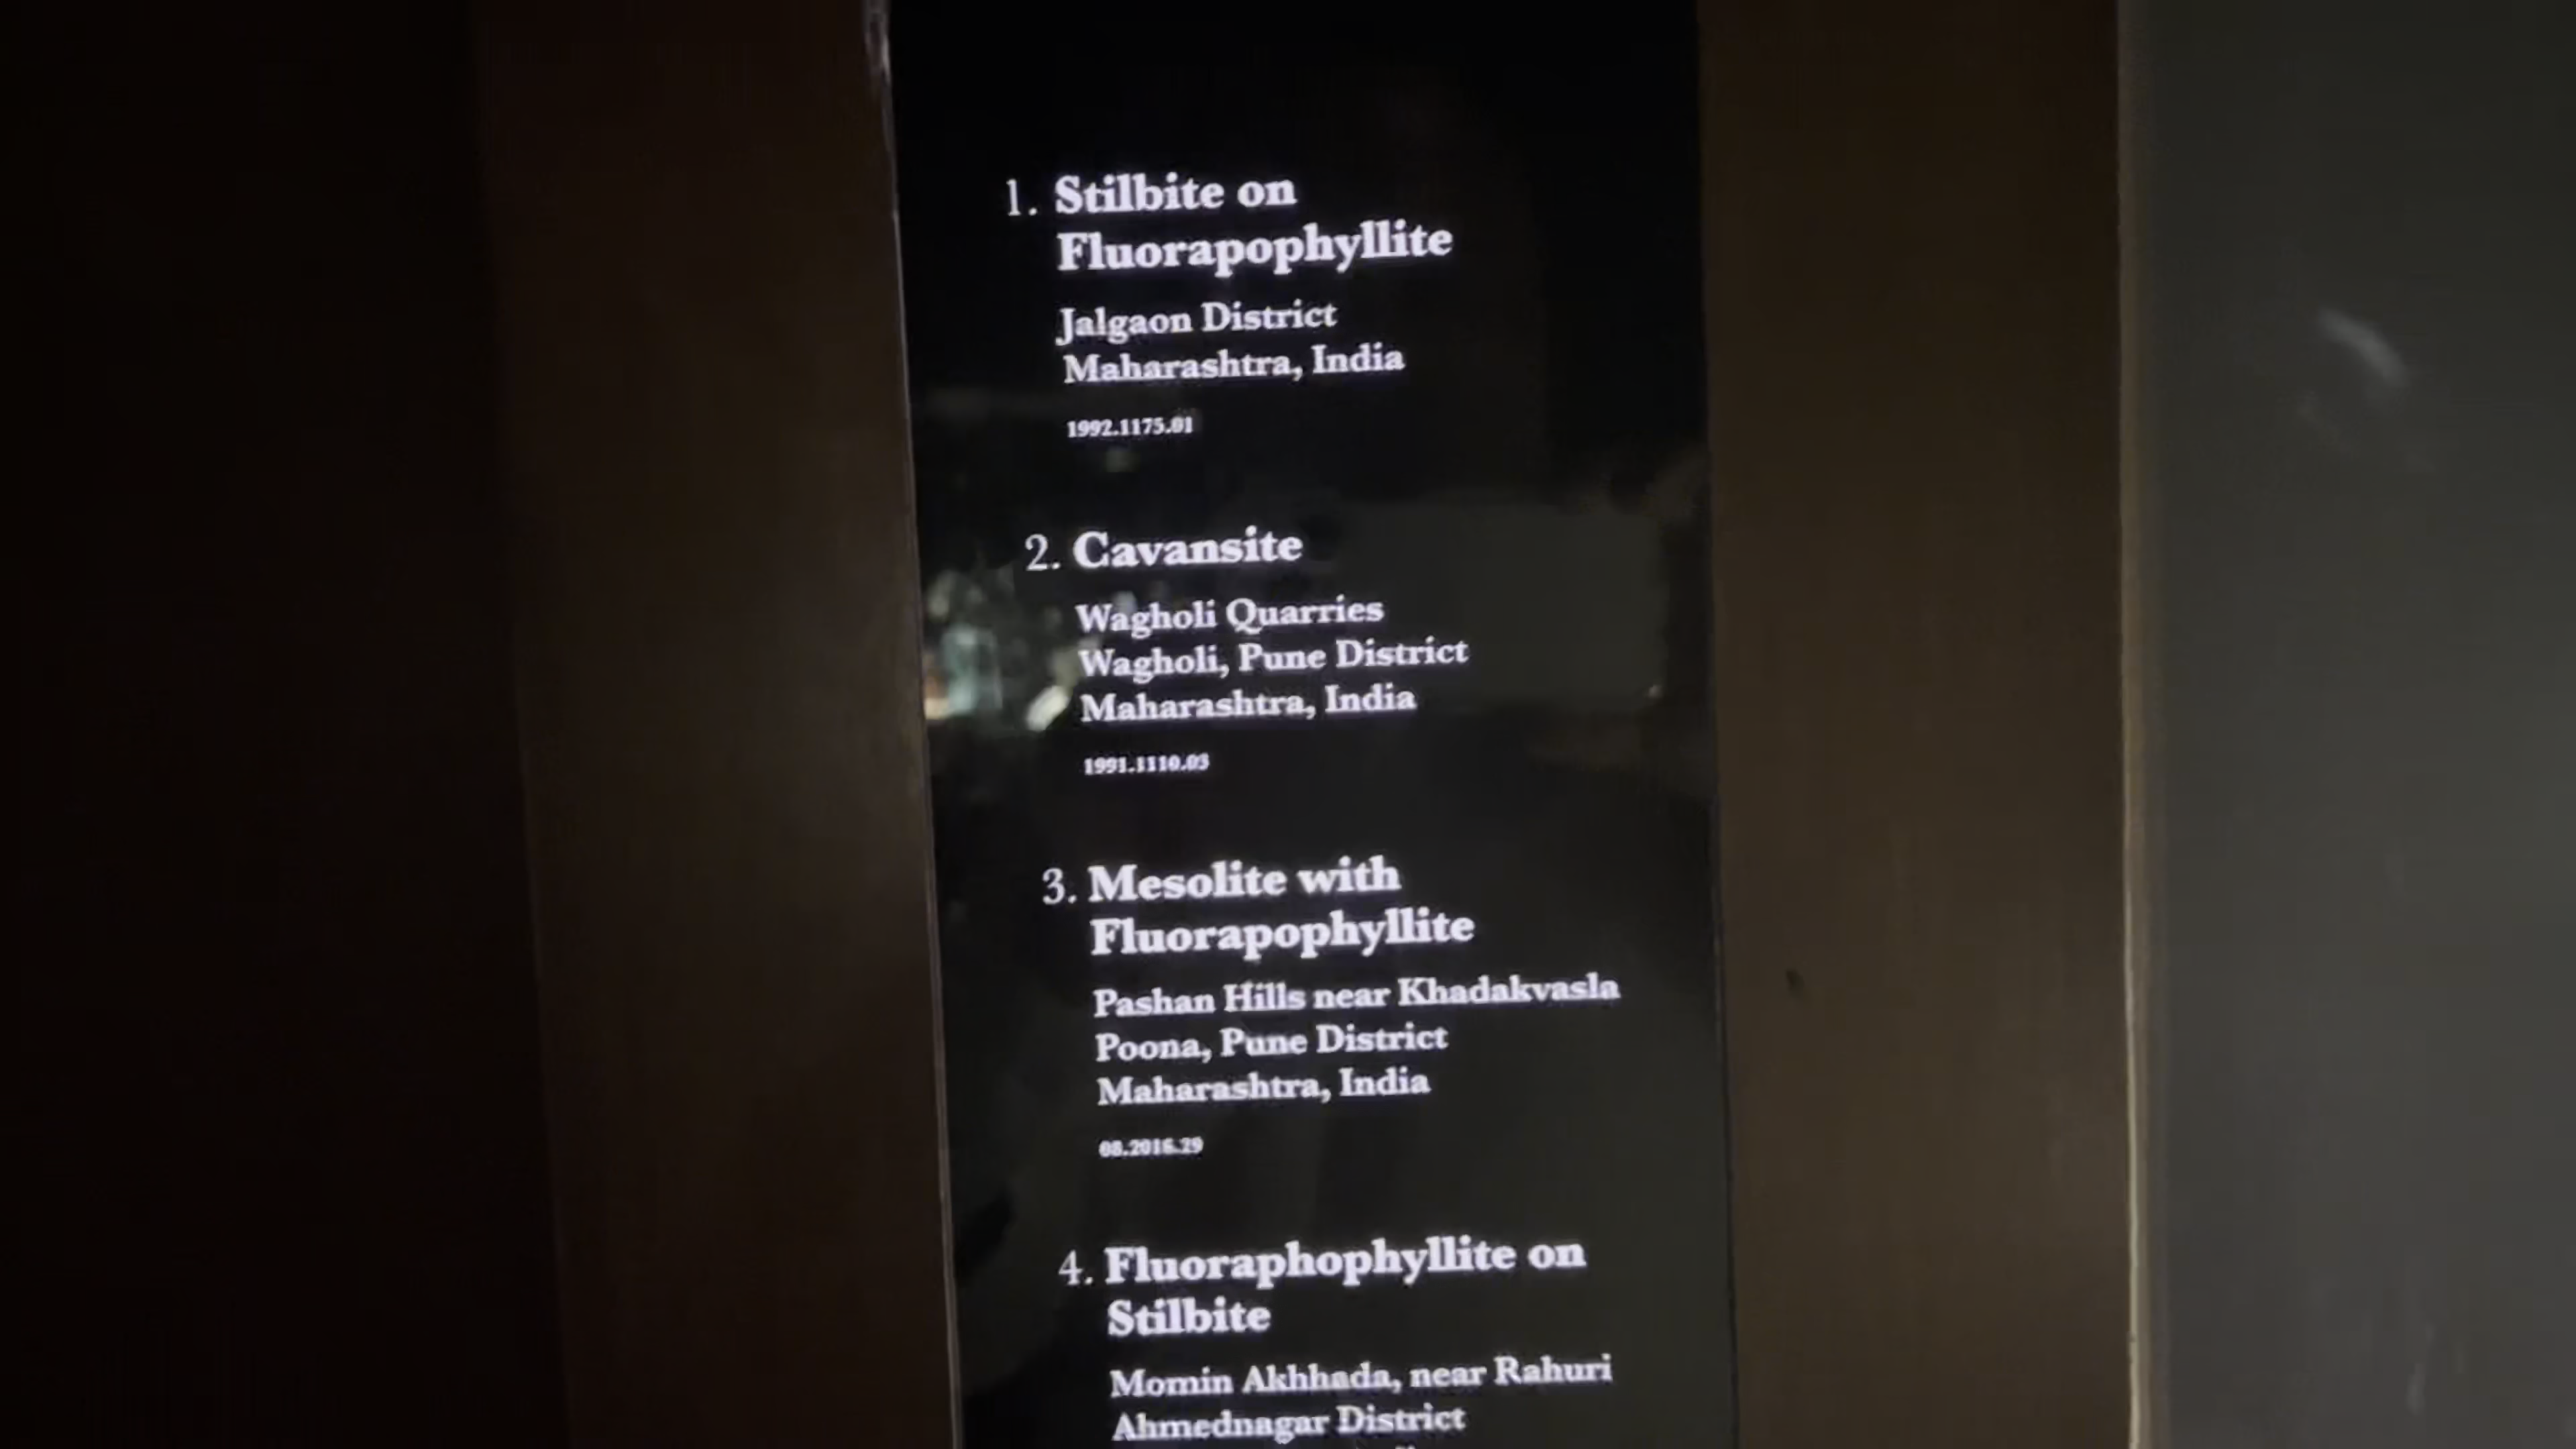 1. Stilbite on
Fluorapophyllite
Jalgaon District
Maharashtra, India
1992.1175.01
2. Cavansite
Wagholi Quarries
Wagholi, Pune District
Maharashtra, India
1991.1110.03
3. Mesolite with
Fluorapophyllite
Pashan Hills near Khadakvasla
Poona, Pune District
Maharashtra, India
08.2016.29
4. Fluoraphophyllite on
Stilbite
Momin Akhhada, near Rahuri
Ahmednagar District